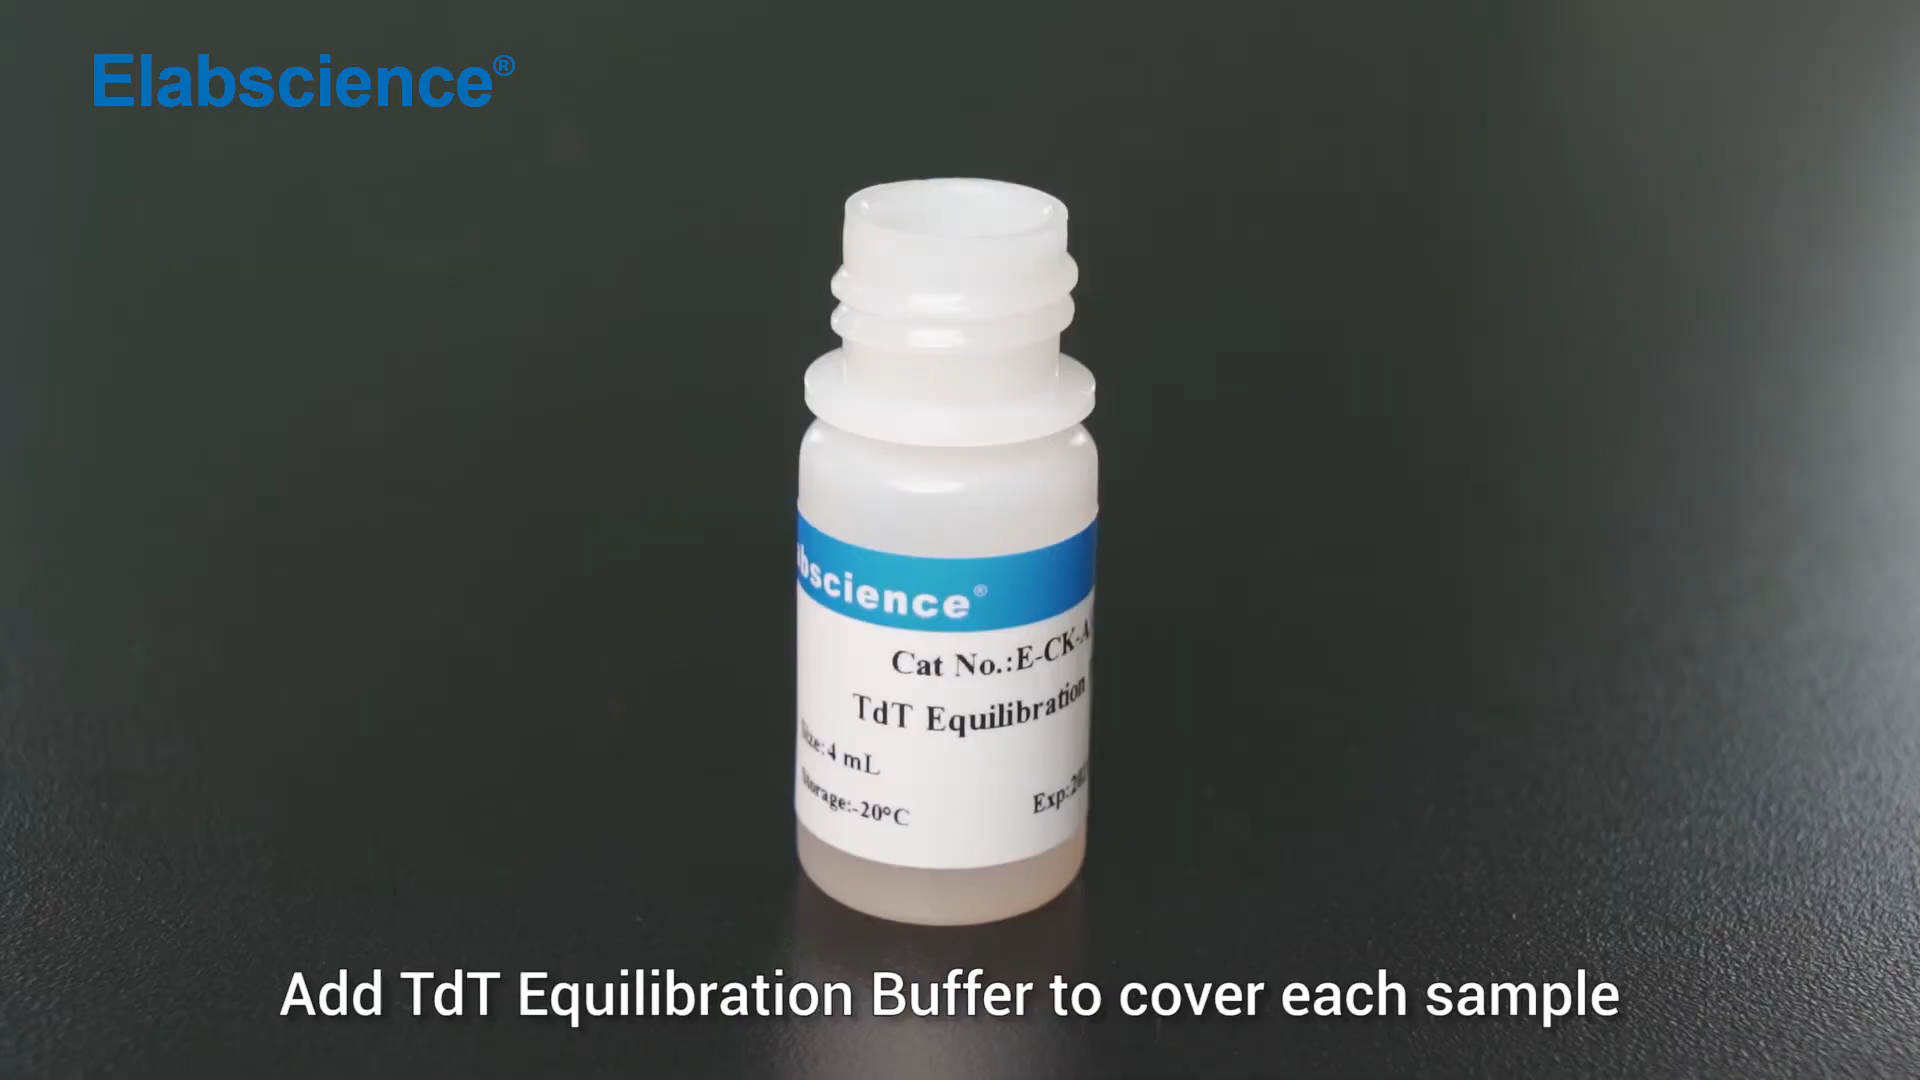 Elabscience®
bscience®
Cat No.:E-CK-A
TdT Equilibration
Size:4 mL
Storage:-20°C
Exp:
Add TdT Equilibration Buffer to cover each sample